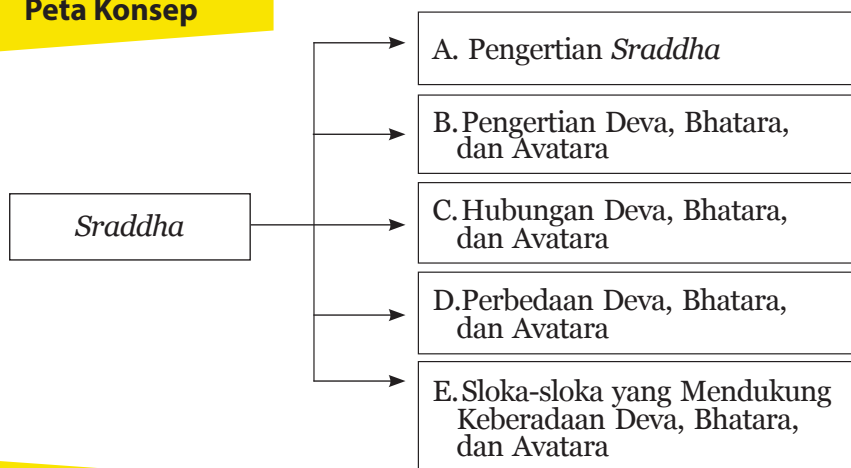 Peta Konsep
Sraddha
A. Pengertian Sraddha
B.Pengertian Deva, Bhatara,
dan Avatara
C.Hubungan Deva, Bhatara,
dan Avatara
D.Perbedaan Deva, Bhatara,
dan Avatara
E.Sloka-sloka yang Mendukung
Keberadaan Deva, Bhatara,
dan Avatara